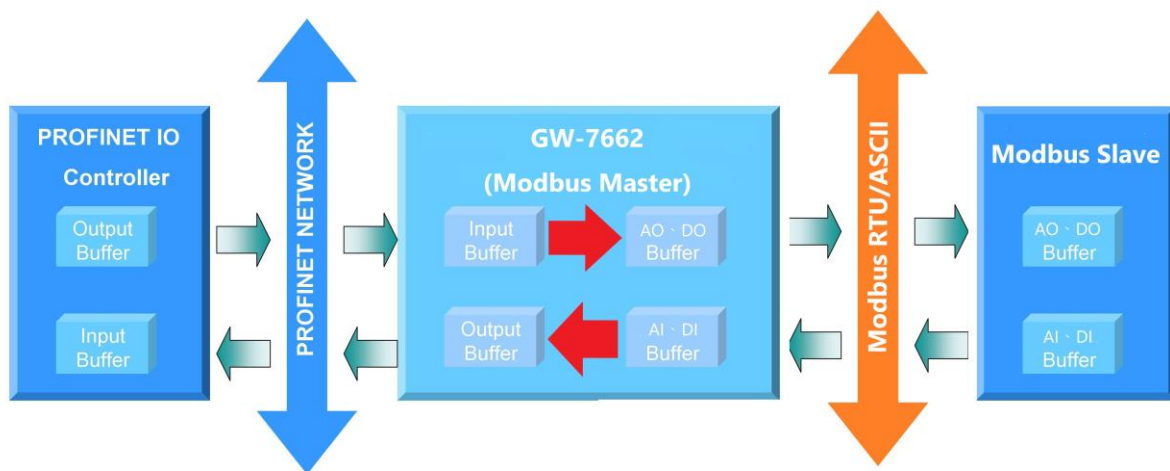 PROFINET IO
Controller
Output
Buffer
Input
Buffer
PROFINET NETWORK
GW-7662
(Modbus Master)
Input
Buffer
AO、DO
Buffer
Output
Buffer
AI、DI
Buffer
Modbus RTU/ASCII
Modbus Slave
AO、DO
Buffer
AI、DI
Buffer